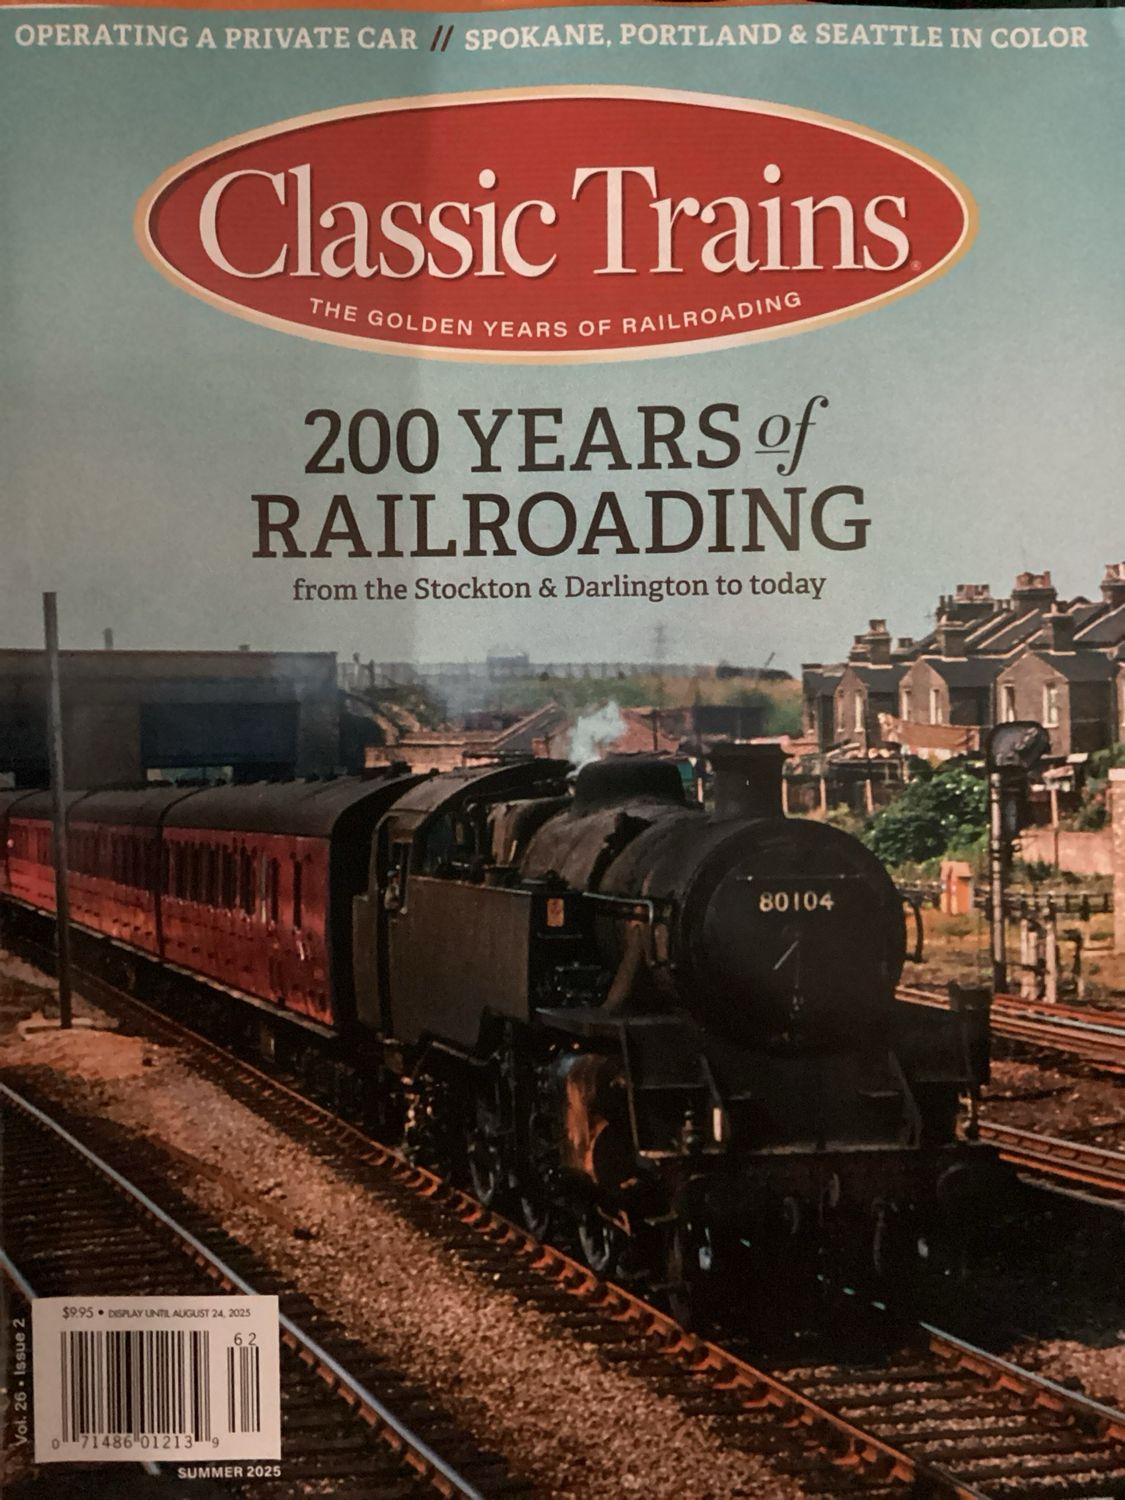 OPERATING A PRIVATE CAR // SPOKANE, PORTLAND & SEATTLE IN COLOR
Classic Trains®
THE GOLDEN YEARS OF RAILROADING
200 YEARS of
RAILROADING
from the Stockton & Darlington to today
80104
Vol. 26 • Issue 2
$9.95 • DISPLAY UNTIL AUGUST 24, 2025
62
0 71486 01213 9
SUMMER 2025